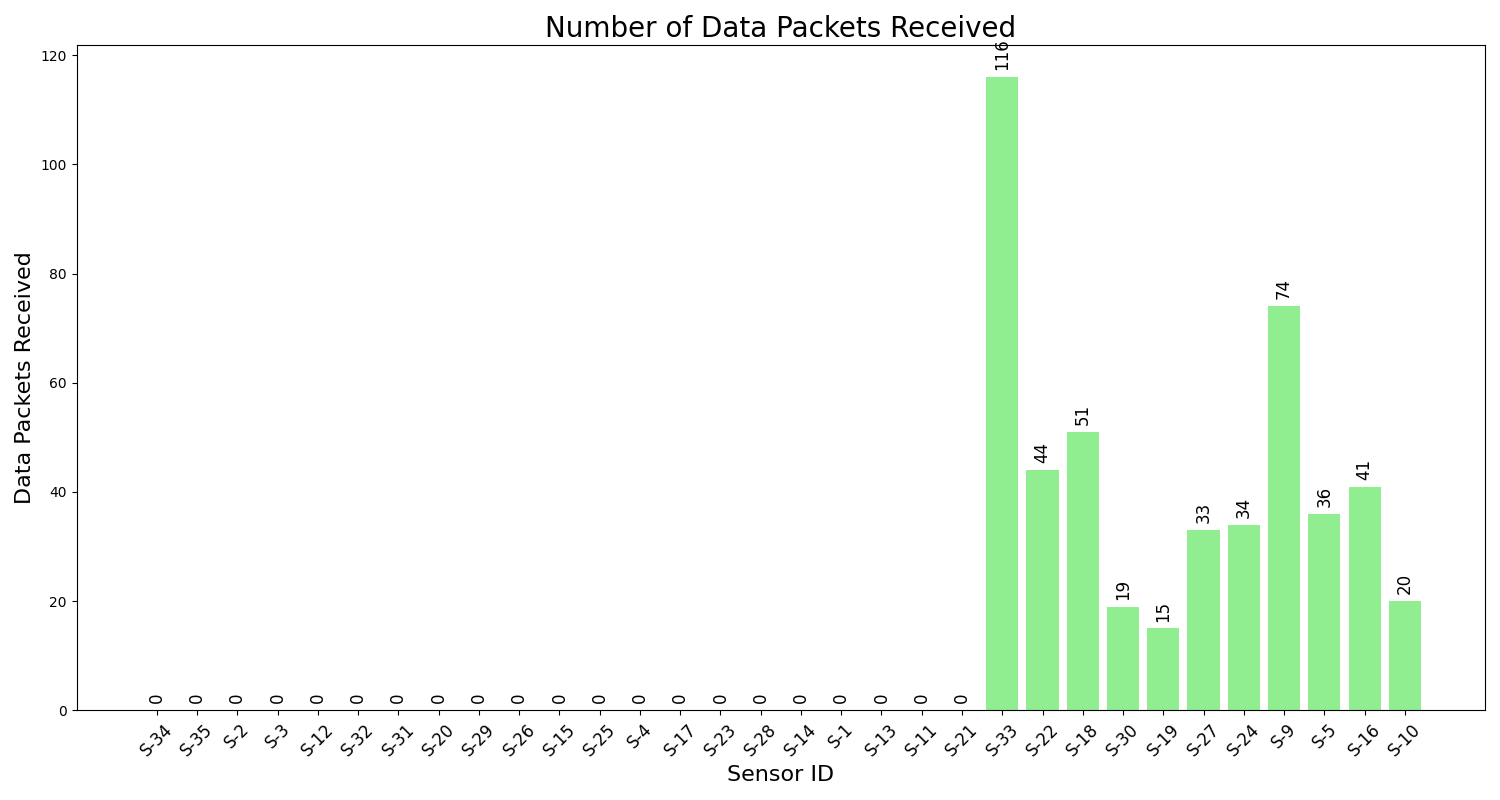 Number of Data Packets Received
Data Packets Received
120
100
80
60
40
20
0
0 0 0 0 0 0 0 0 0 0 0 0 0 0 0 0 0 0 0 0 0 116 44 51 19 15 33 34 74 36 41 20
S-34 S-35 S-2 S-3 S-12 S-32 S-31 S-20 S-29 S-26 S-15 S-25 S-4 S-17 S-23 S-28 S-14 S-1 S-13 S-11 S-21 S-33 S-22 S-18 S-30 S-19 S-27 S-24 S-9 S-5 S-16 S-10
Sensor ID